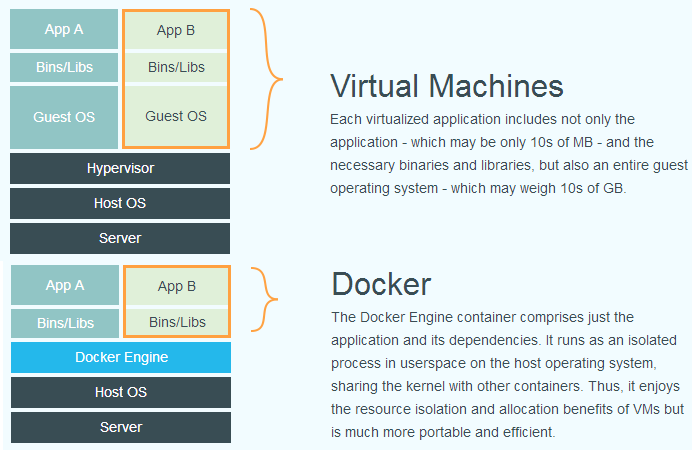 App A App B
Bins/Libs Bins/Libs
Guest OS Guest OS
Hypervisor
Host OS
Server
Virtual Machines
Each virtualized application includes not only the
application - which may be only 10s of MB - and the
necessary binaries and libraries, but also an entire guest
operating system - which may weigh 10s of GB.
App A App B
Bins/Libs Bins/Libs
Docker Engine
Host OS
Server
Docker
The Docker Engine container comprises just the
application and its dependencies. It runs as an isolated
process in userspace on the host operating system,
sharing the kernel with other containers. Thus, it enjoys
the resource isolation and allocation benefits of VMs but
is much more portable and efficient.